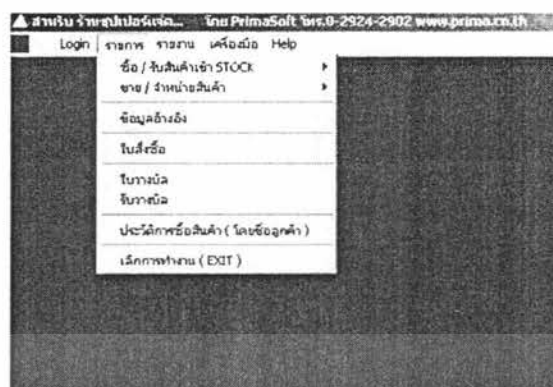 สำหรับ ร้านซุปเปอร์เจ็ด... โดย PrimaSoft โทร.0-2924-2902 www.prima.co.th
Login รายการ รายงาน เครื่องมือ Help
ซื้อ / รับสินค้าเข้า STOCK
ขาย / จำหน่ายสินค้า
ข้อมูลอ้างอิง
ใบสั่งซื้อ
ใบวางบิล
รับวางบิล
ประวัติการซื้อสินค้า ( โดยชื่อลูกค้า )
เลิกการทำงาน ( EXIT )